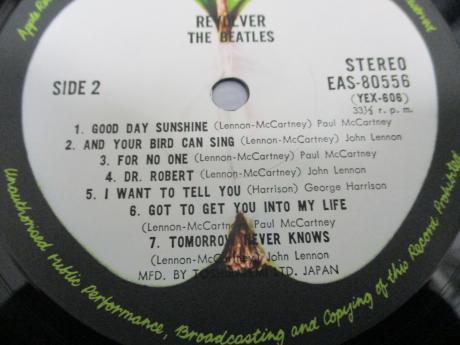 REVOLVER
THE BEATLES
SIDE 2
STEREO
EAS-80556
(YEX-606)
33⅓ r. p. m.
1. GOOD DAY SUNSHINE (Lennon-McCartney) Paul McCartney
2. AND YOUR BIRD CAN SING (Lennon-McCartney) John Lennon
3. FOR NO ONE (Lennon-McCartney) Paul McCartney
4. DR. ROBERT (Lennon-McCartney) John Lennon
5. I WANT TO TELL YOU (Harrison) George Harrison
6. GOT TO GET YOU INTO MY LIFE
(Lennon-McCartney) Paul McCartney
7. TOMORROW NEVER KNOWS
(Lennon-McCartney) John Lennon
MFD. BY TOSHIBA EMI LTD. JAPAN
Unauthorised Public Performance, Broadcasting and Copying of this Record Prohibited
Apple